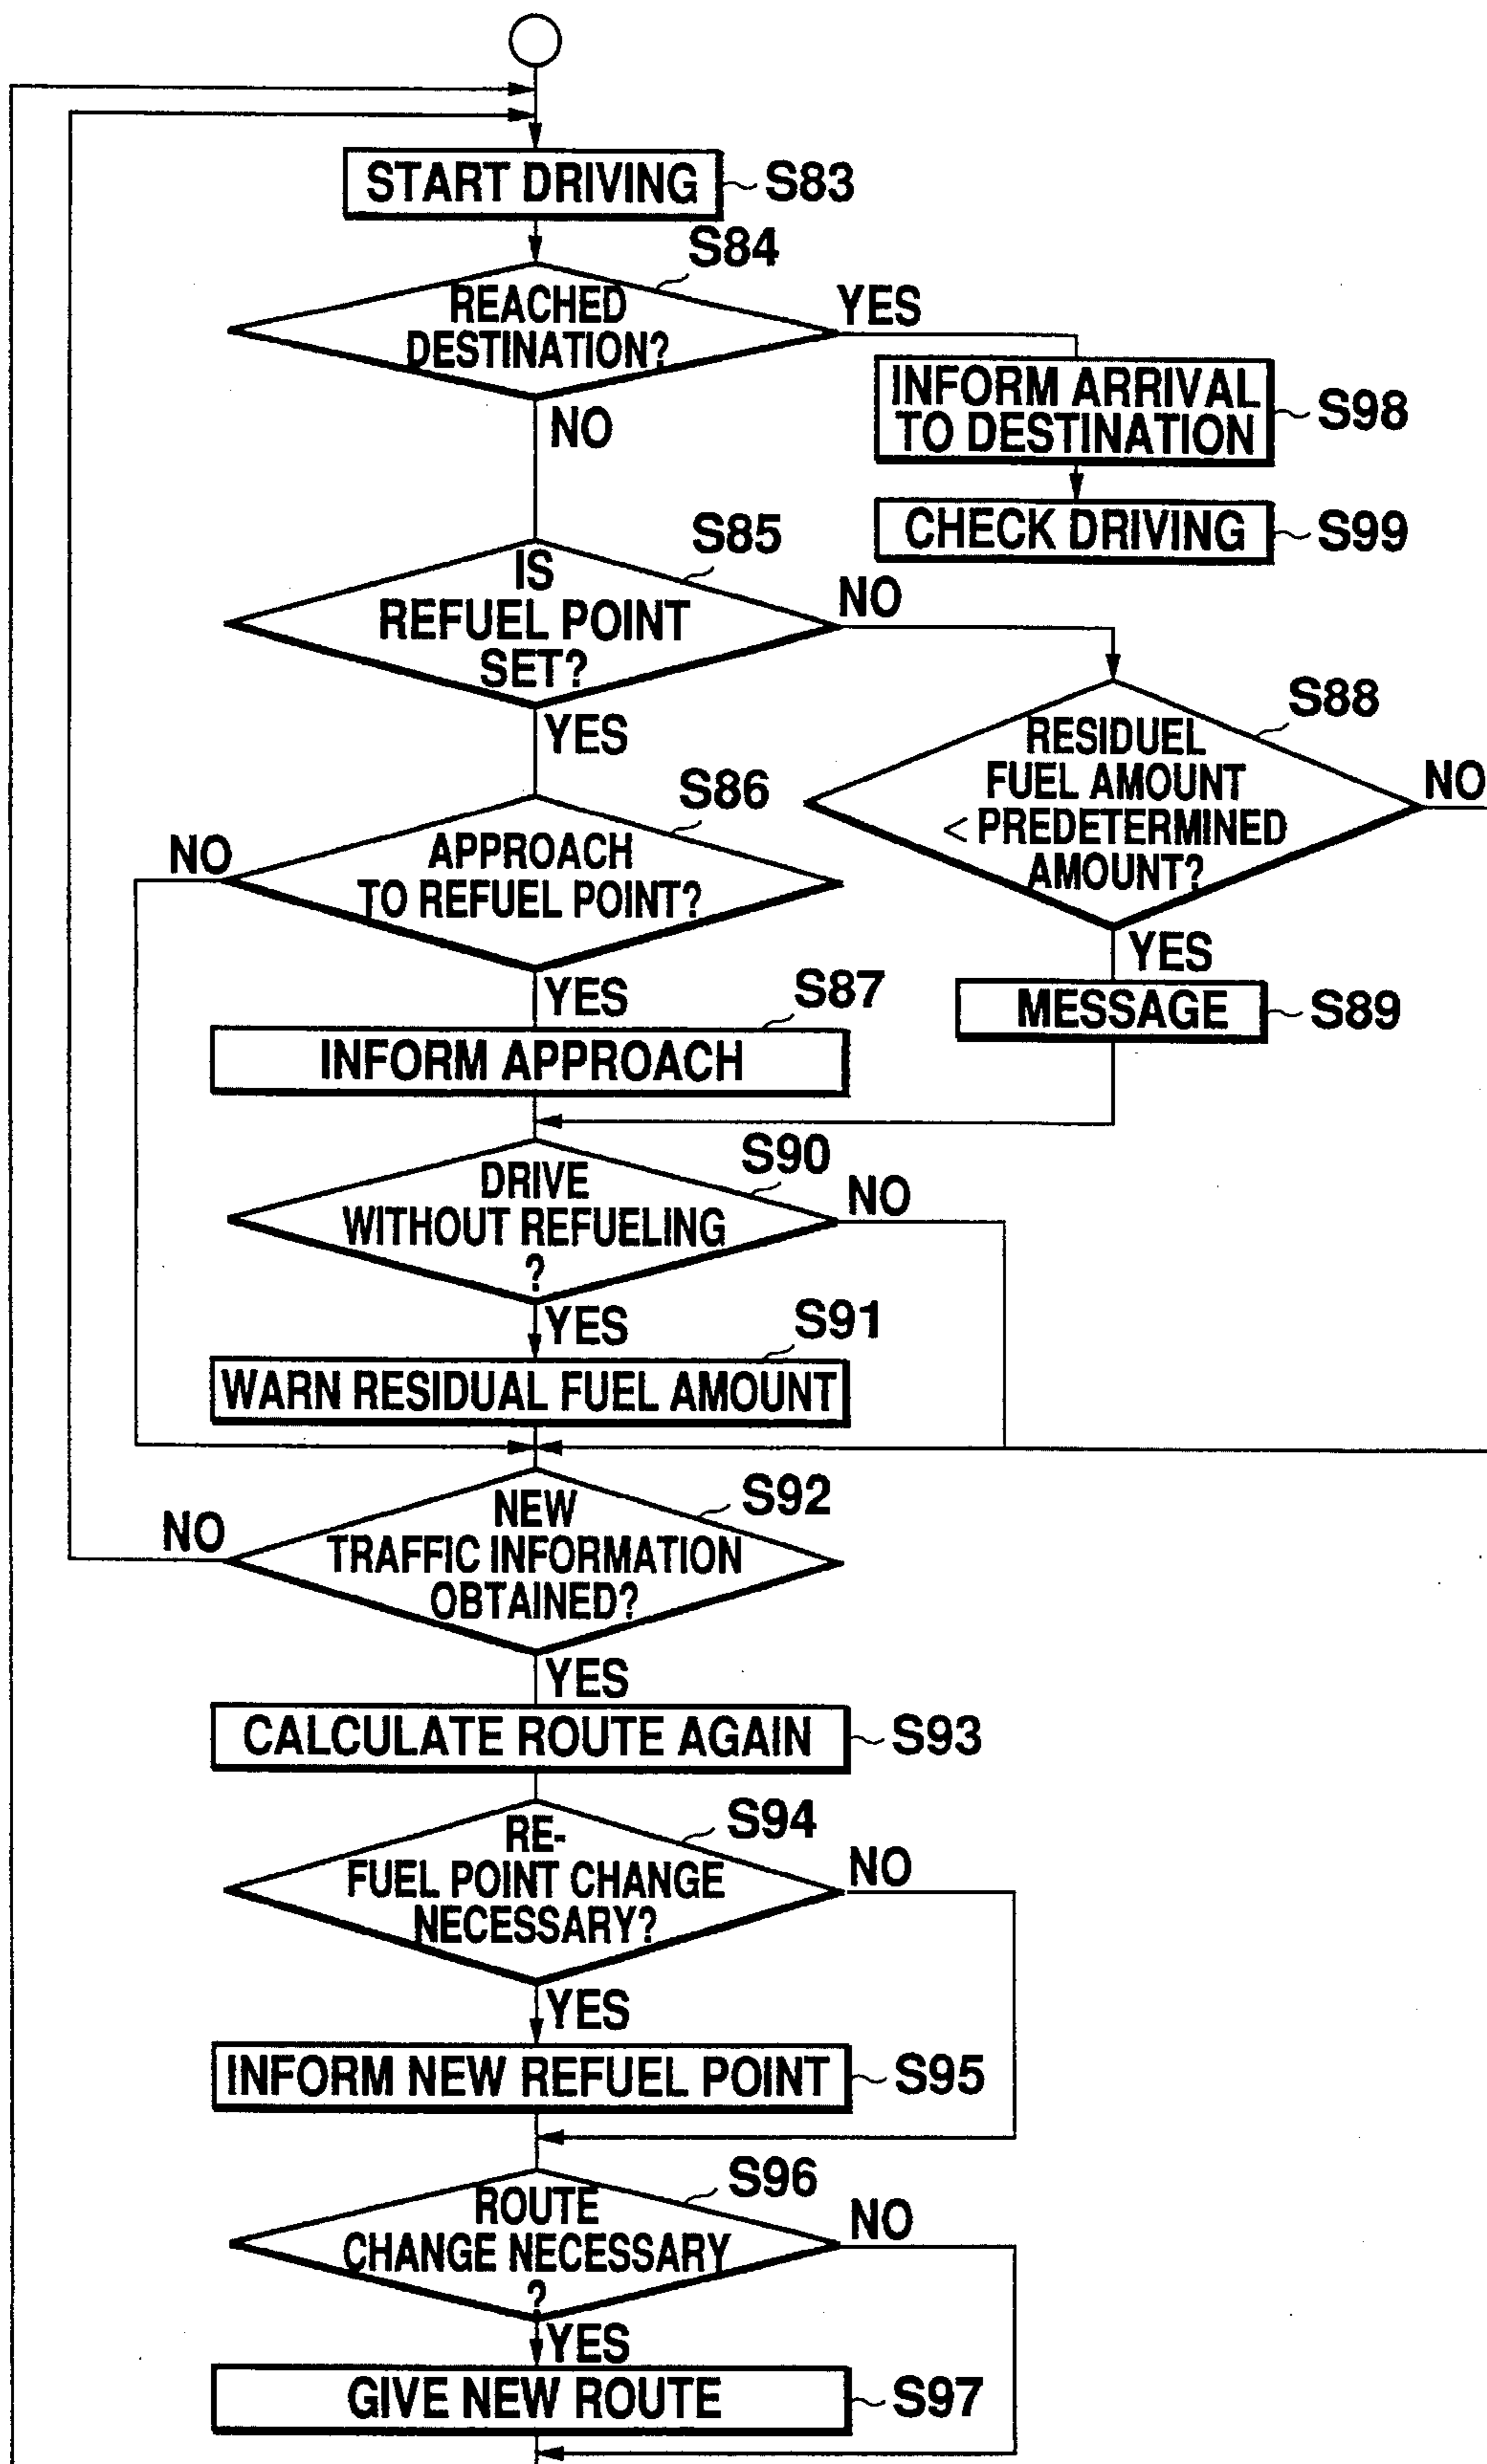 START DRIVING
S83
S84
REACHED
DESTINATION?
YES
NO
INFORM ARRIVAL
TO DESTINATION
S98
CHECK DRIVING
S99
S85
IS
REFUEL POINT
SET?
NO
YES
S88
RESIDUEL
FUEL AMOUNT
< PREDETERMINED
AMOUNT?
NO
YES
S86
APPROACH
TO REFUEL POINT?
NO
YES
S87
INFORM APPROACH
MESSAGE
S89
S90
DRIVE
WITHOUT REFUELING
?
NO
YES
S91
WARN RESIDUAL FUEL AMOUNT
S92
NEW
TRAFFIC INFORMATION
OBTAINED?
NO
YES
CALCULATE ROUTE AGAIN
S93
S94
RE-
FUEL POINT CHANGE
NECESSARY?
NO
YES
INFORM NEW REFUEL POINT
S95
S96
ROUTE
CHANGE NECESSARY
?
NO
YES
GIVE NEW ROUTE
S97